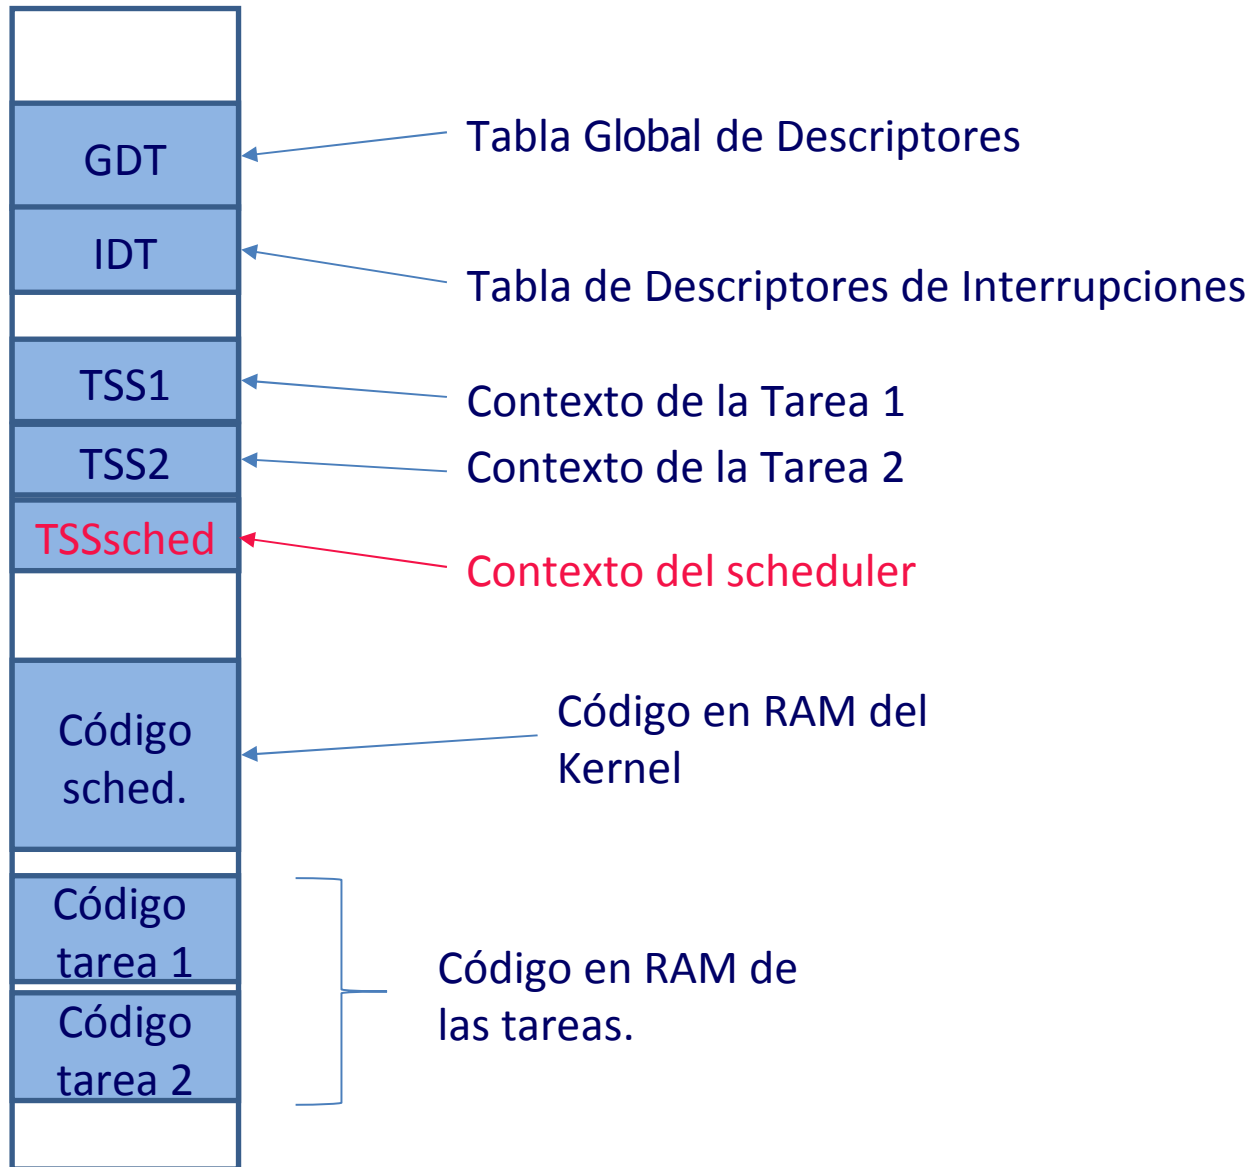 GDT
Tabla Global de Descriptores
IDT
Tabla de Descriptores de Interrupciones
TSS1
Contexto de la Tarea 1
TSS2
Contexto de la Tarea 2
TSSsched
Contexto del scheduler
Código
sched.
Código en RAM del
Kernel
Código
tarea 1
Código
tarea 2
Código en RAM de
las tareas.